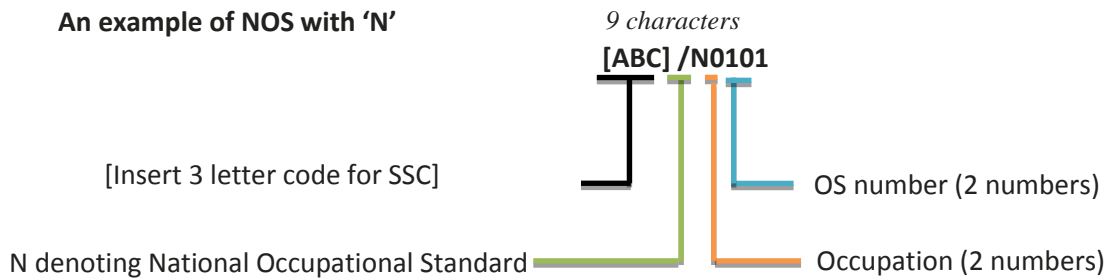 An example of NOS with ‘N’
9 characters
[ABC] /N0101
[Insert 3 letter code for SSC]
OS number (2 numbers)
N denoting National Occupational Standard
Occupation (2 numbers)